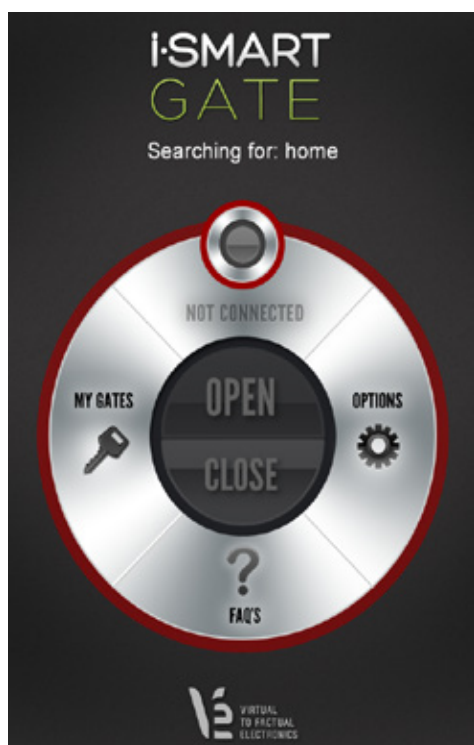 i·SMART
GATE
Searching for: home
NOT CONNECTED
MY GATES
OPEN
OPTIONS
CLOSE
?
FAQ'S
VIRTUAL
TO FACTUAL
ELECTRONICS